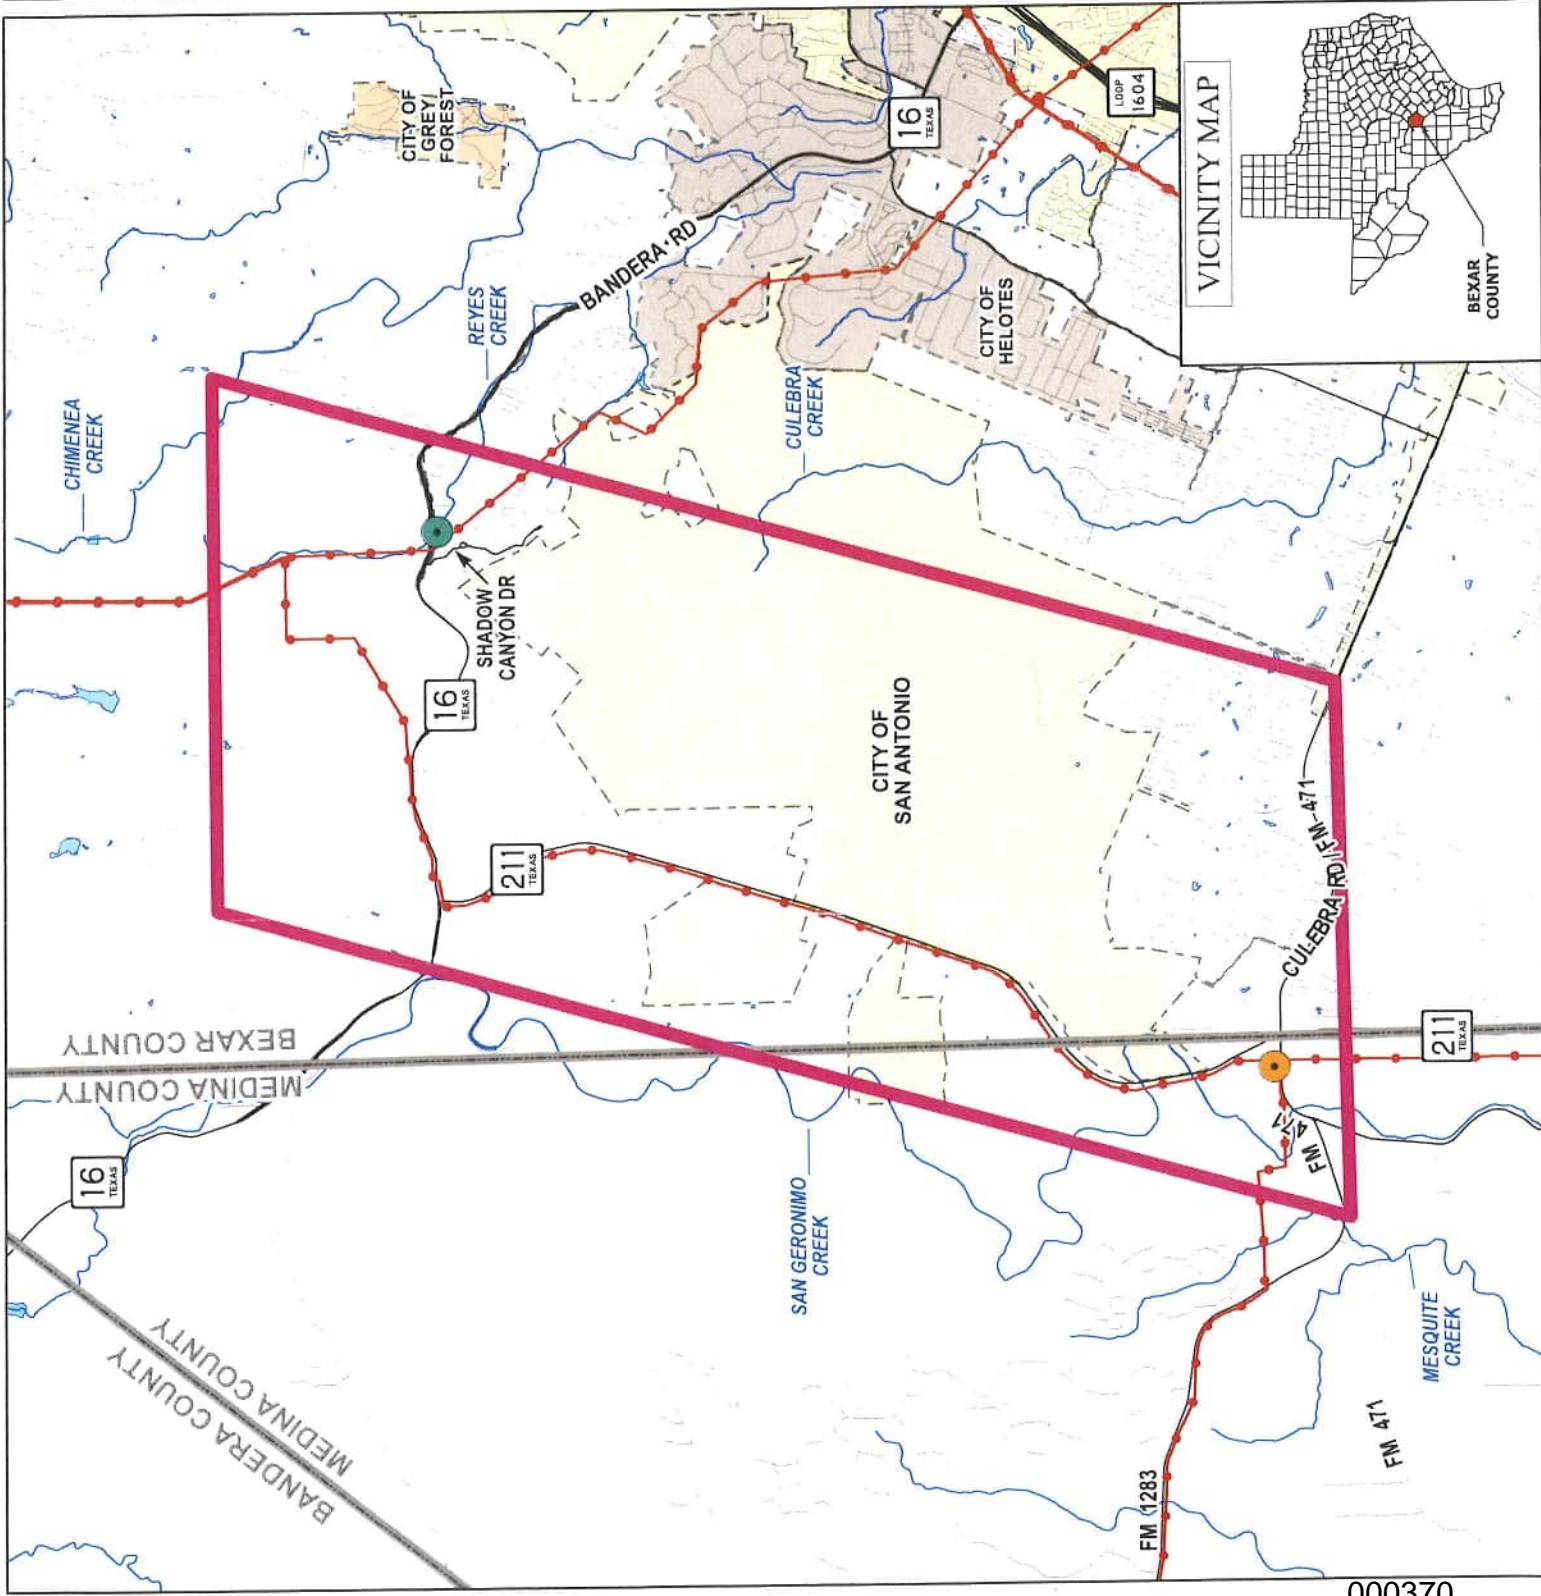 CITY OF
GREY
FOREST
16
TEXAS
LOOP
1604
VICINITY MAP
BEXAR
COUNTY
BANDERA RD
REYES
CREEK
CITY OF
HELOTES
CHIMENEA
CREEK
CULEBRA
CREEK
SHADOW
CANYON DR
16
TEXAS
CITY OF
SAN ANTONIO
211
TEXAS
CULEBRA RD/FM 471
BEXAR COUNTY
MEDINA COUNTY
211
TEXAS
16
TEXAS
FM 471
SAN GERONIMO
CREEK
MESQUITE
CREEK
MEDINA COUNTY
BANDERA COUNTY
FM 471
FM 1283
000370